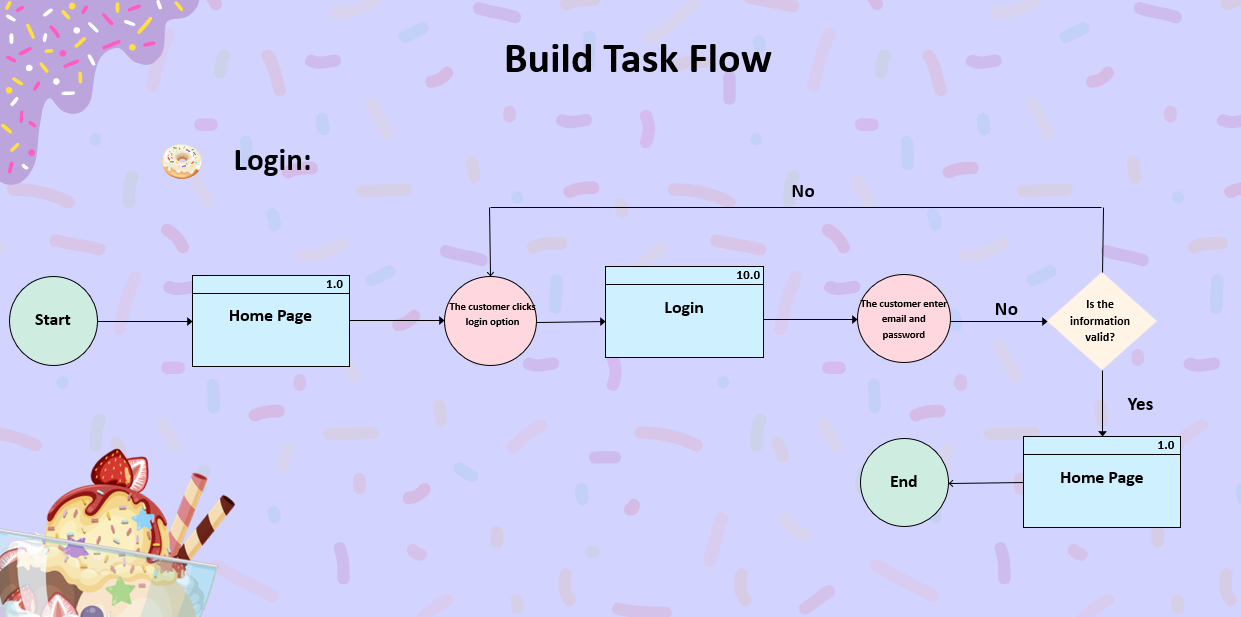 Build Task Flow
Login:
No
Start
1.0
Home Page
The customer clicks
login option
10.0
Login
The customer enter
email and
password
No
Is the
information
valid?
Yes
1.0
Home Page
End